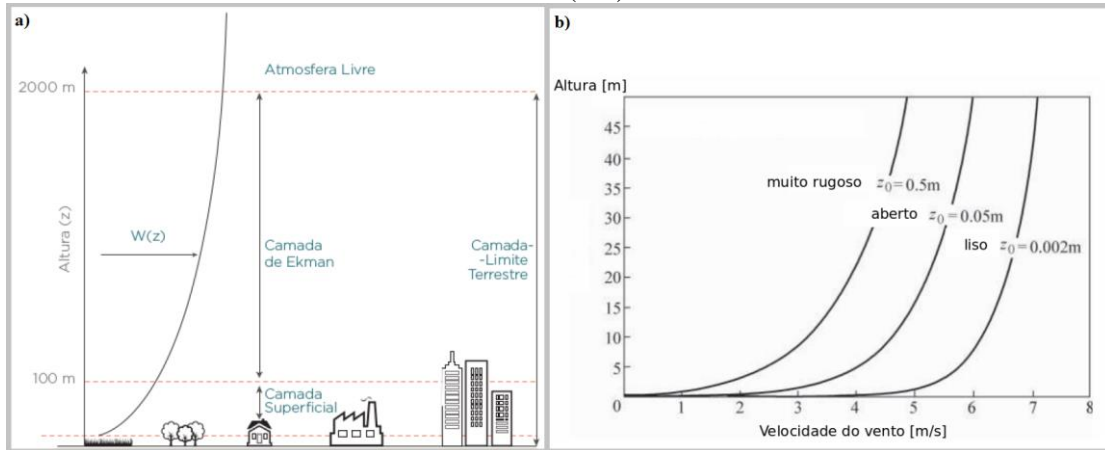 a)
Atmosfera Livre
2000 m
Altura (z)
W(z)
Camada
de Ekman
Camada-
-Limite
Terrestre
100 m
Camada
Superficial
b)
Altura [m]
45
40
35
30
25
20
15
10
5
muito rugoso z₀=0.5m
aberto z₀=0.05m
liso z₀=0.002m
0 1 2 3 4 5 6 7 8
Velocidade do vento [m/s]